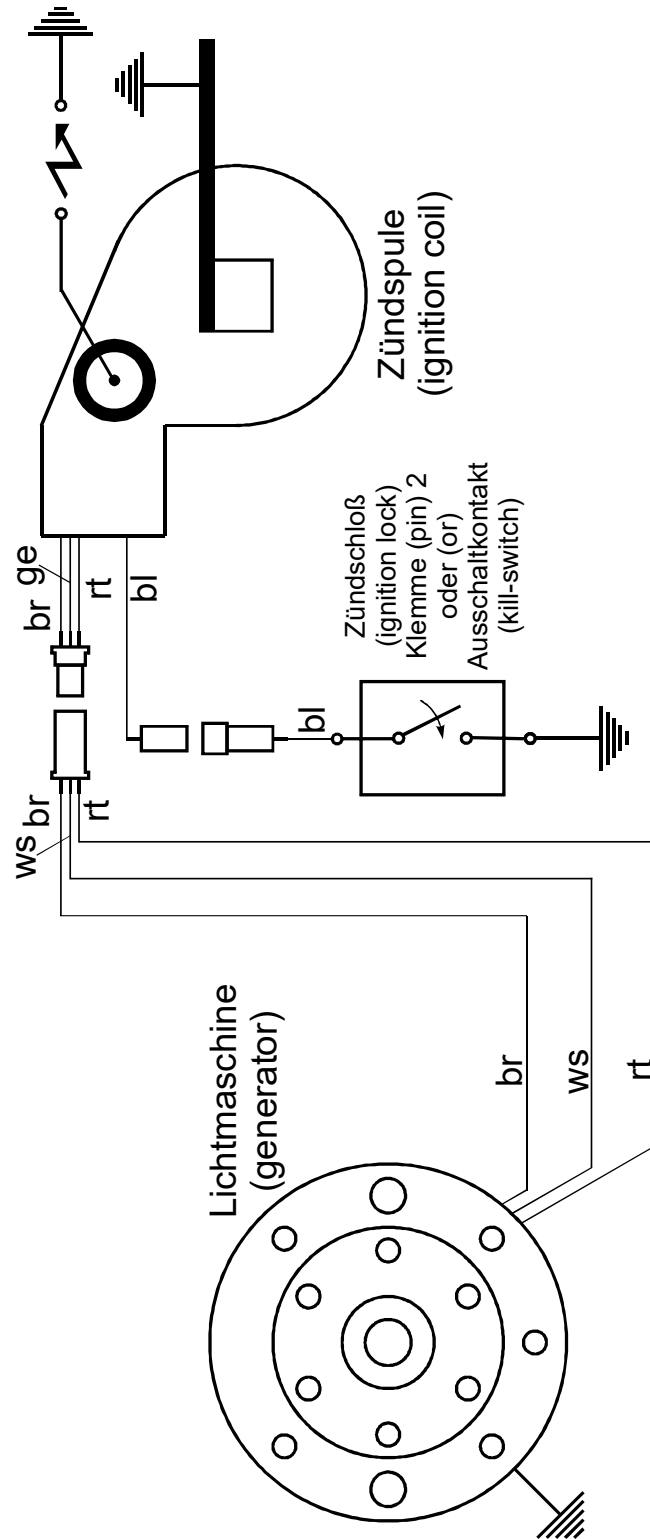 br
ge
rt
bl
Zündspule
(ignition coil)
ws
br
rt
bl
Zündschloß
(ignition lock)
Klemme (pin) 2
oder (or)
Ausschaltkontakt
(kill-switch)
Lichtmaschine
(generator)
br
ws
rt